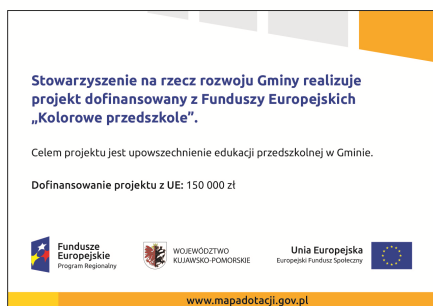 Stowarzyszenie na rzecz rozwoju Gminy realizuje
projekt dofinansowany z Funduszy Europejskich
„Kolorowe przedszkole”.
Celem projektu jest upowszechnienie edukacji przedszkolnej w Gminie.
Dofinansowanie projektu z UE: 150 000 zł
Fundusze
Europejskie
Program Regionalny
WOJEWÓDZTWO
KUJAWSKO-POMORSKIE
Unia Europejska
Europejski Fundusz Społeczny
www.mapadotacji.gov.pl